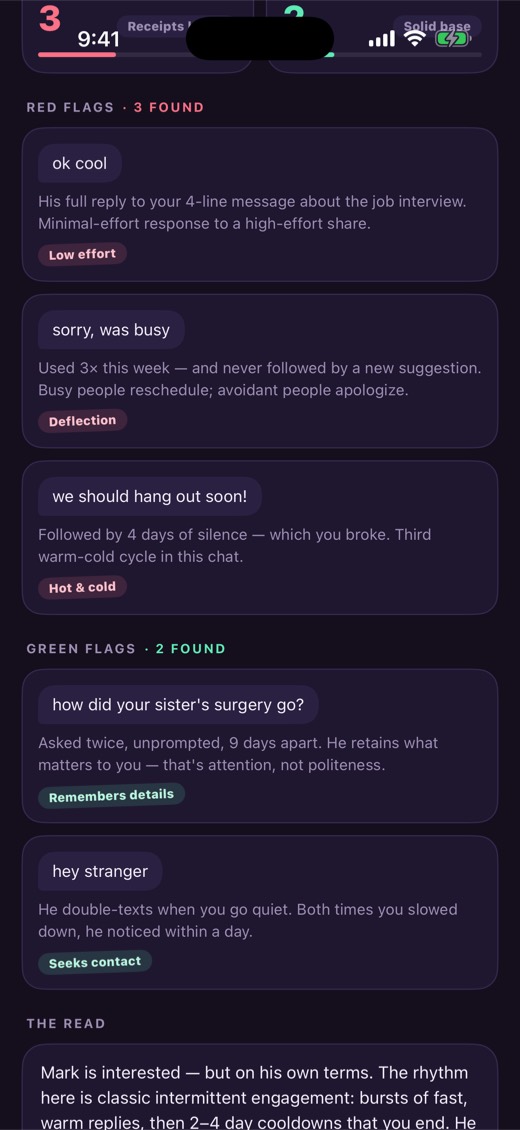 3
Receipts
2
Solid base
9:41
RED FLAGS · 3 FOUND
ok cool
His full reply to your 4-line message about the job interview.
Minimal-effort response to a high-effort share.
Low effort
sorry, was busy
Used 3× this week — and never followed by a new suggestion.
Busy people reschedule; avoidant people apologize.
Deflection
we should hang out soon!
Followed by 4 days of silence — which you broke. Third
warm-cold cycle in this chat.
Hot & cold
GREEN FLAGS · 2 FOUND
how did your sister's surgery go?
Asked twice, unprompted, 9 days apart. He retains what
matters to you — that's attention, not politeness.
Remembers details
hey stranger
He double-texts when you go quiet. Both times you slowed
down, he noticed within a day.
Seeks contact
THE READ
Mark is interested — but on his own terms. The rhythm
here is classic intermittent engagement: bursts of fast,
warm replies, then 2–4 day cooldowns that you end. He